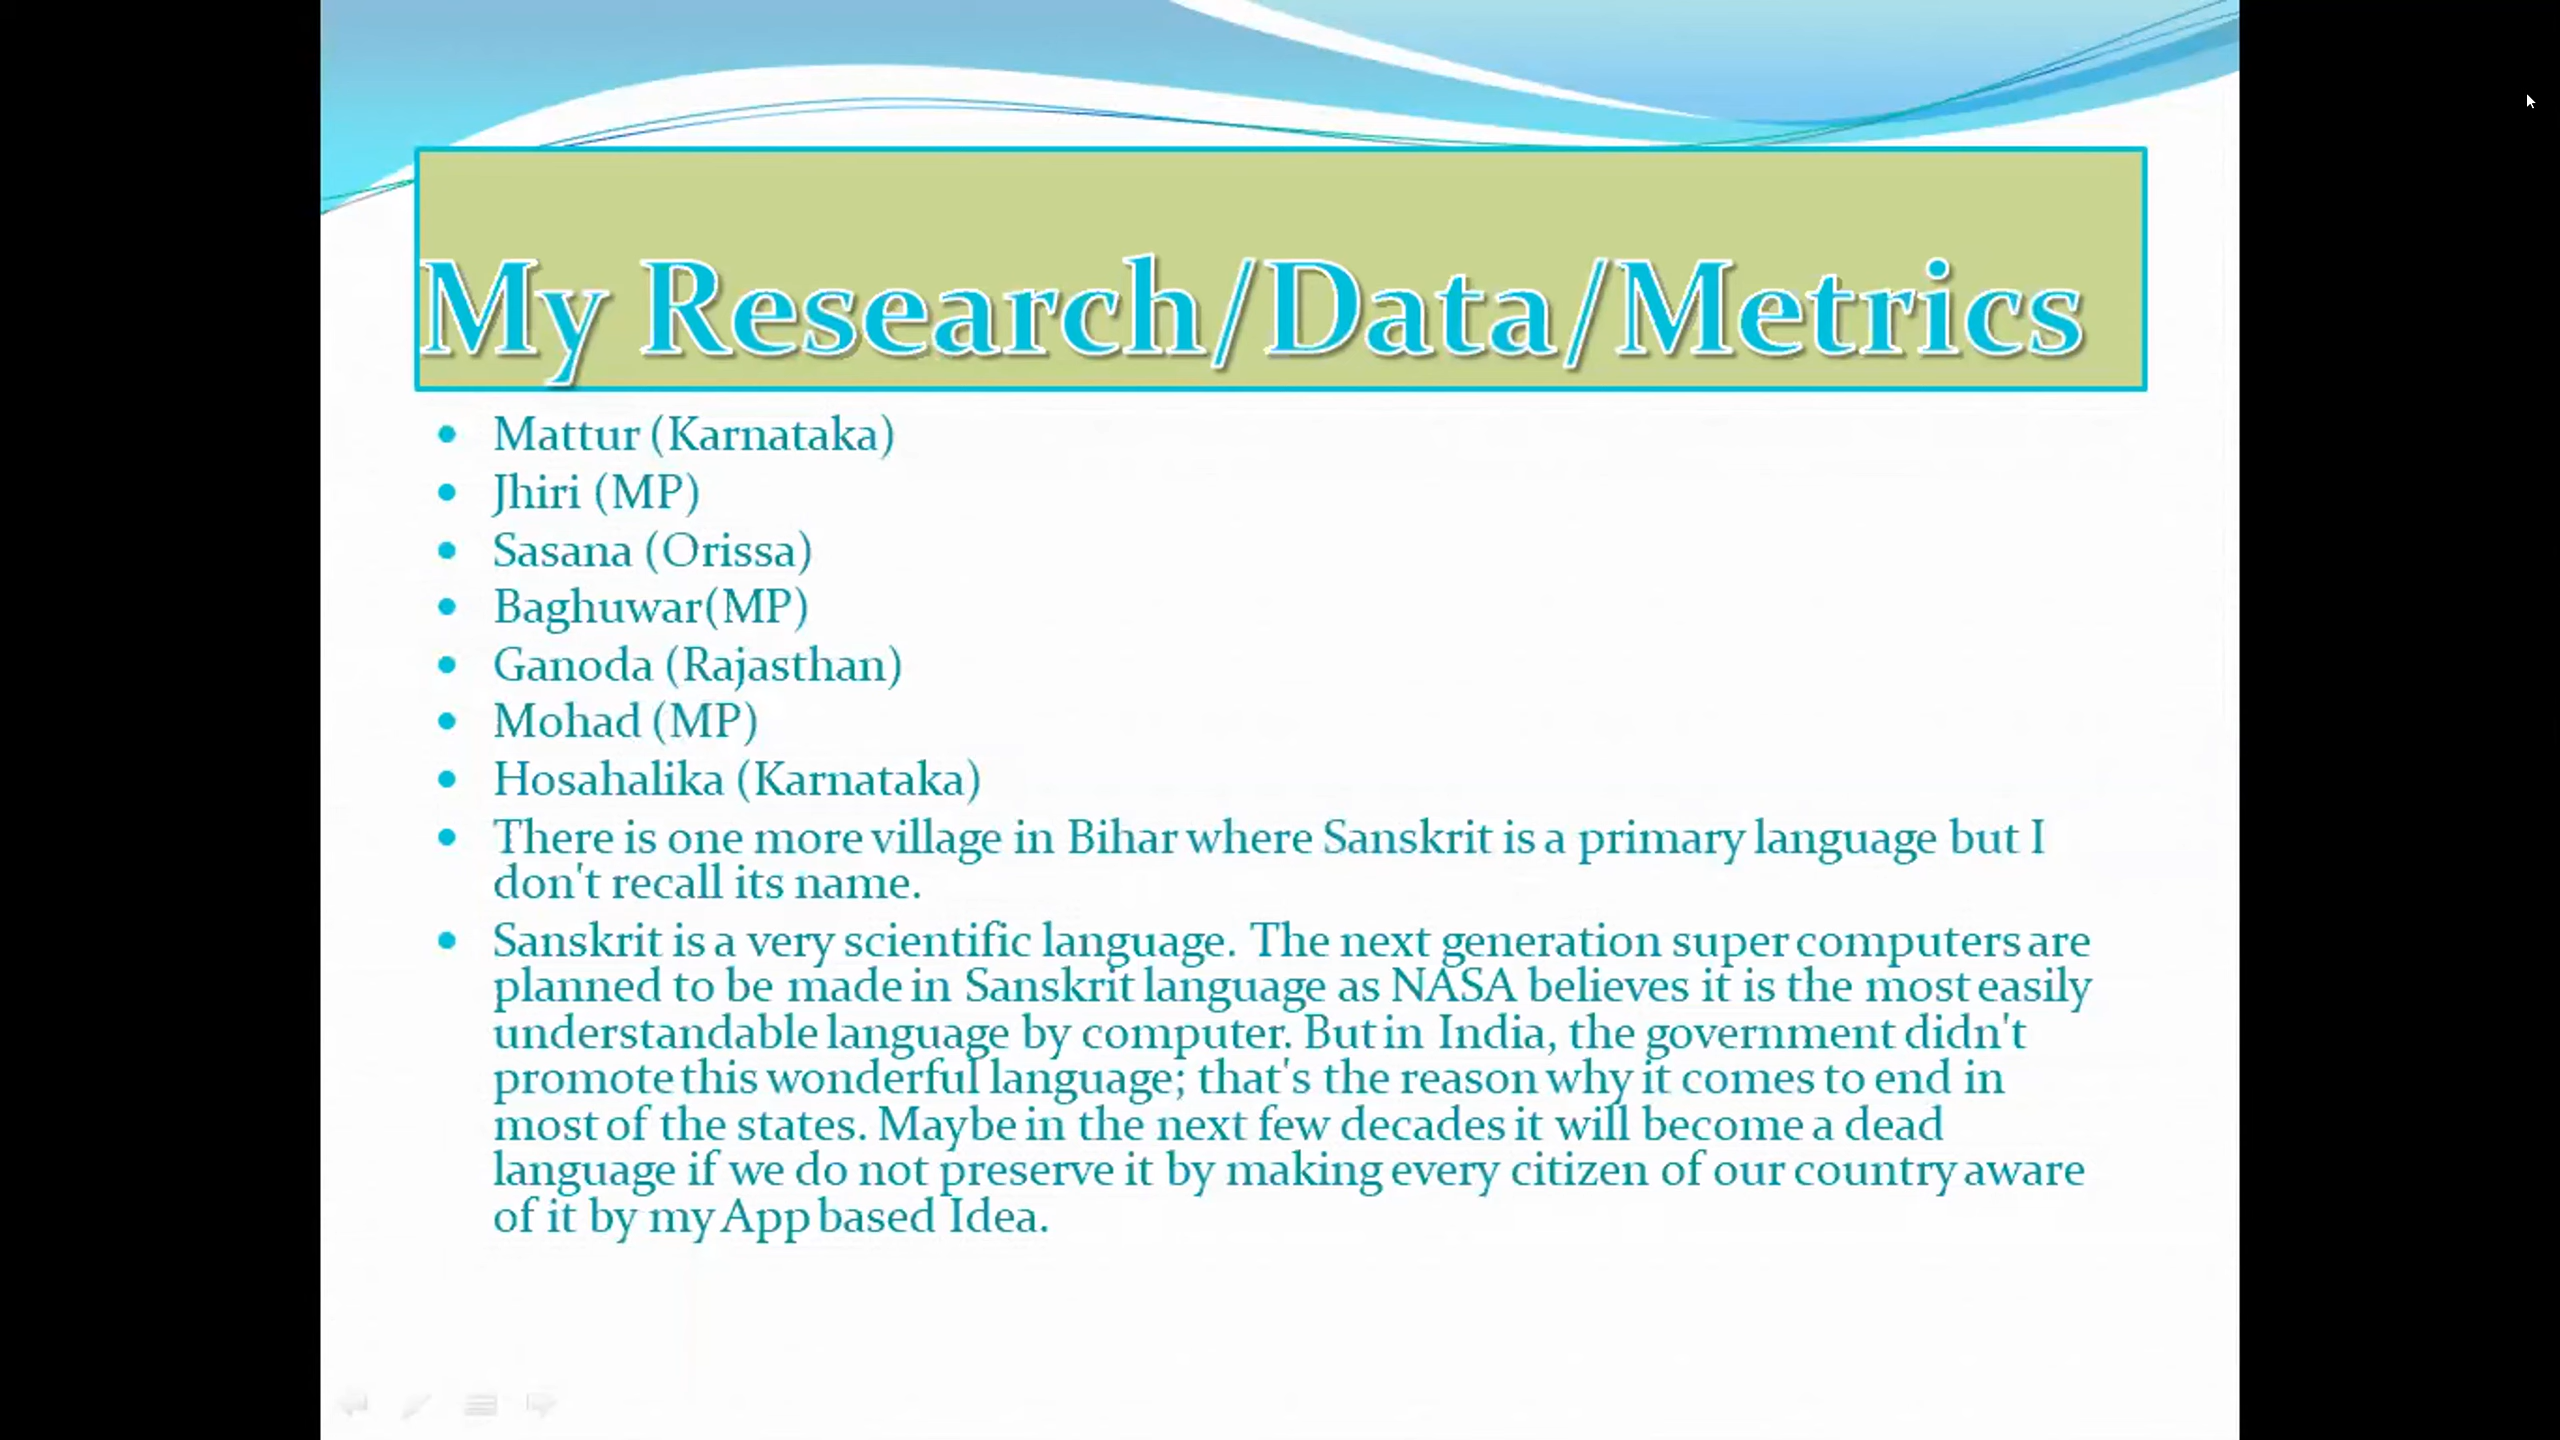 My Research/Data/Metrics
Mattur (Karnataka)
Jhiri (MP)
Sasana (Orissa)
Baghuwar(MP)
Ganoda (Rajasthan)
Mohad (MP)
Hosahalika (Karnataka)
There is one more village in Bihar where Sanskrit is a primary language but I
don't recall its name.
Sanskrit is a very scientific language. The next generation super computers are
planned to be made in Sanskrit language as NASA believes it is the most easily
understandable language by computer. But in India, the government didn't
promote this wonderful language; that's the reason why it comes to end in
most of the states. Maybe in the next few decades it will become a dead
language if we do not preserve it by making every citizen of our country aware
of it by my App based Idea.